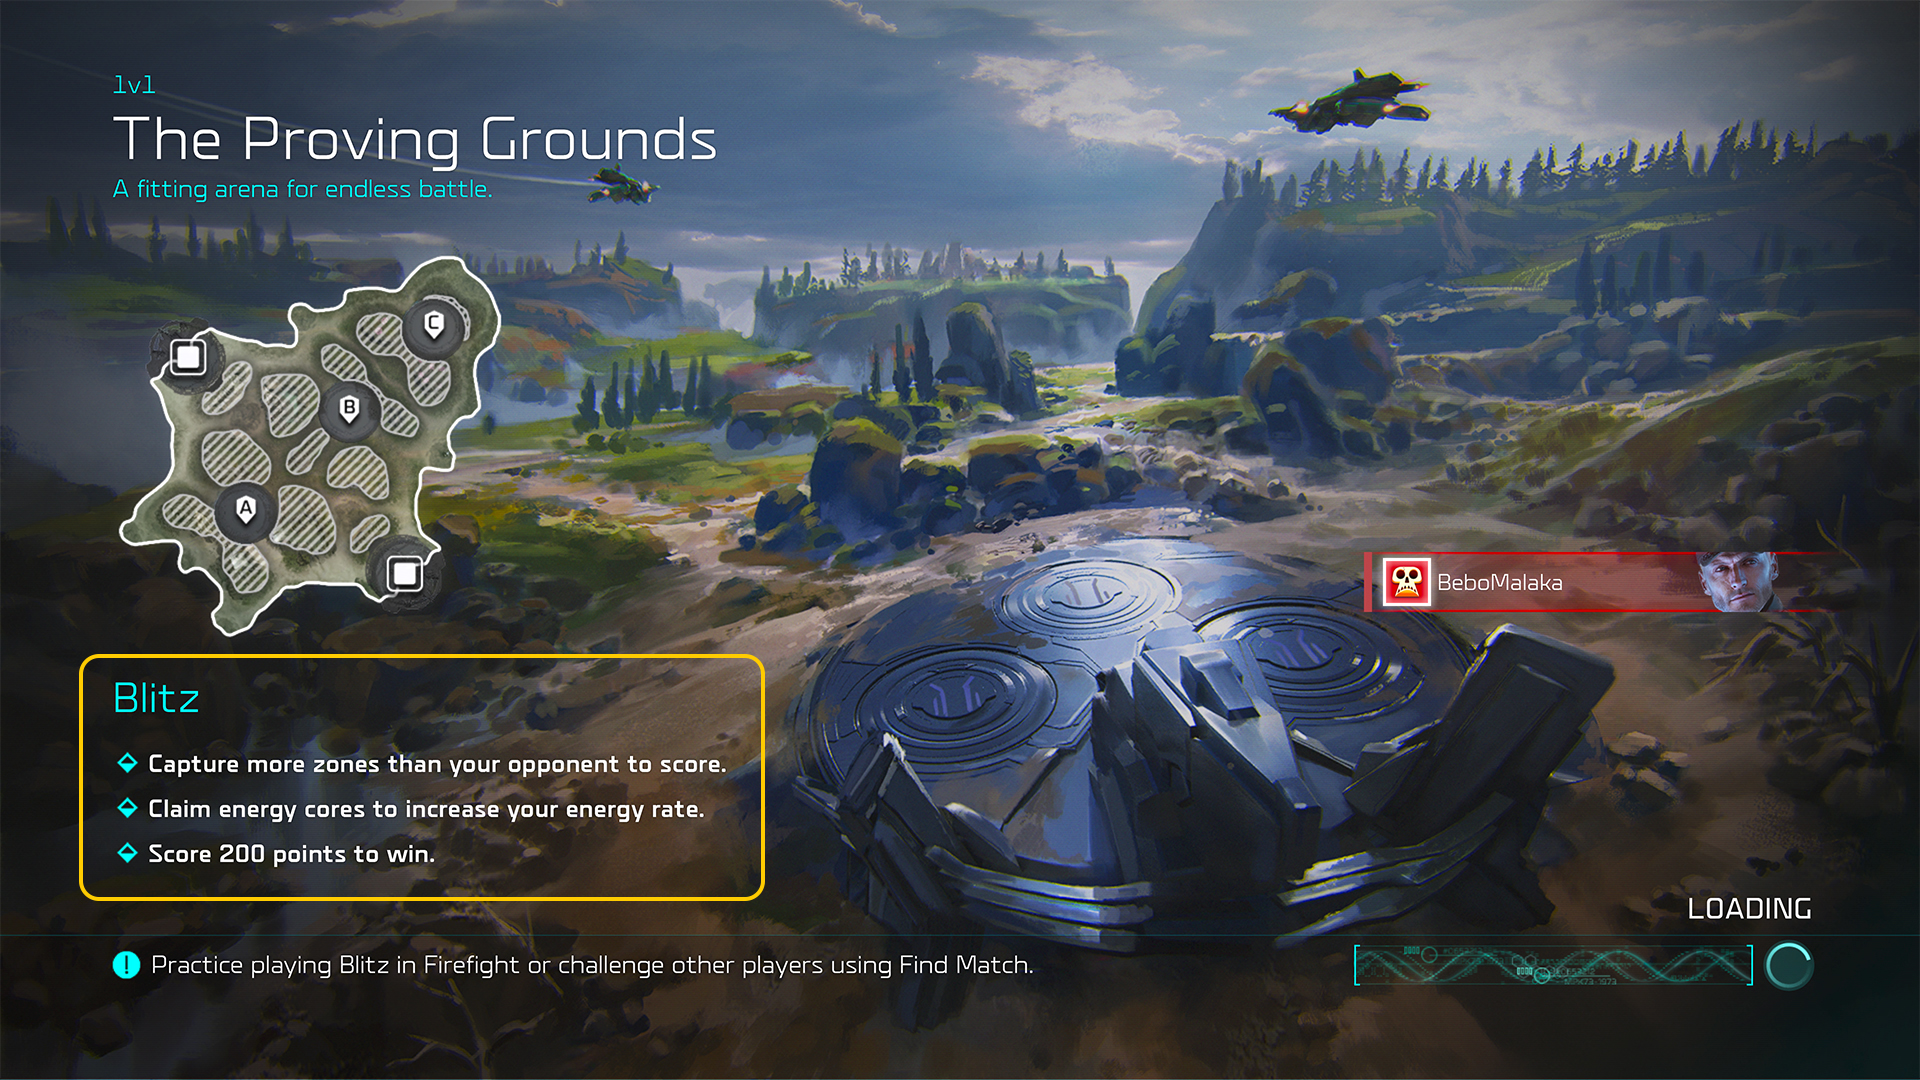 1v1
The Proving Grounds
A fitting arena for endless battle.
C
B
A
BeboMalaka
Blitz
Capture more zones than your opponent to score.
Claim energy cores to increase your energy rate.
Score 200 points to win.
LOADING
! Practice playing Blitz in Firefight or challenge other players using Find Match.